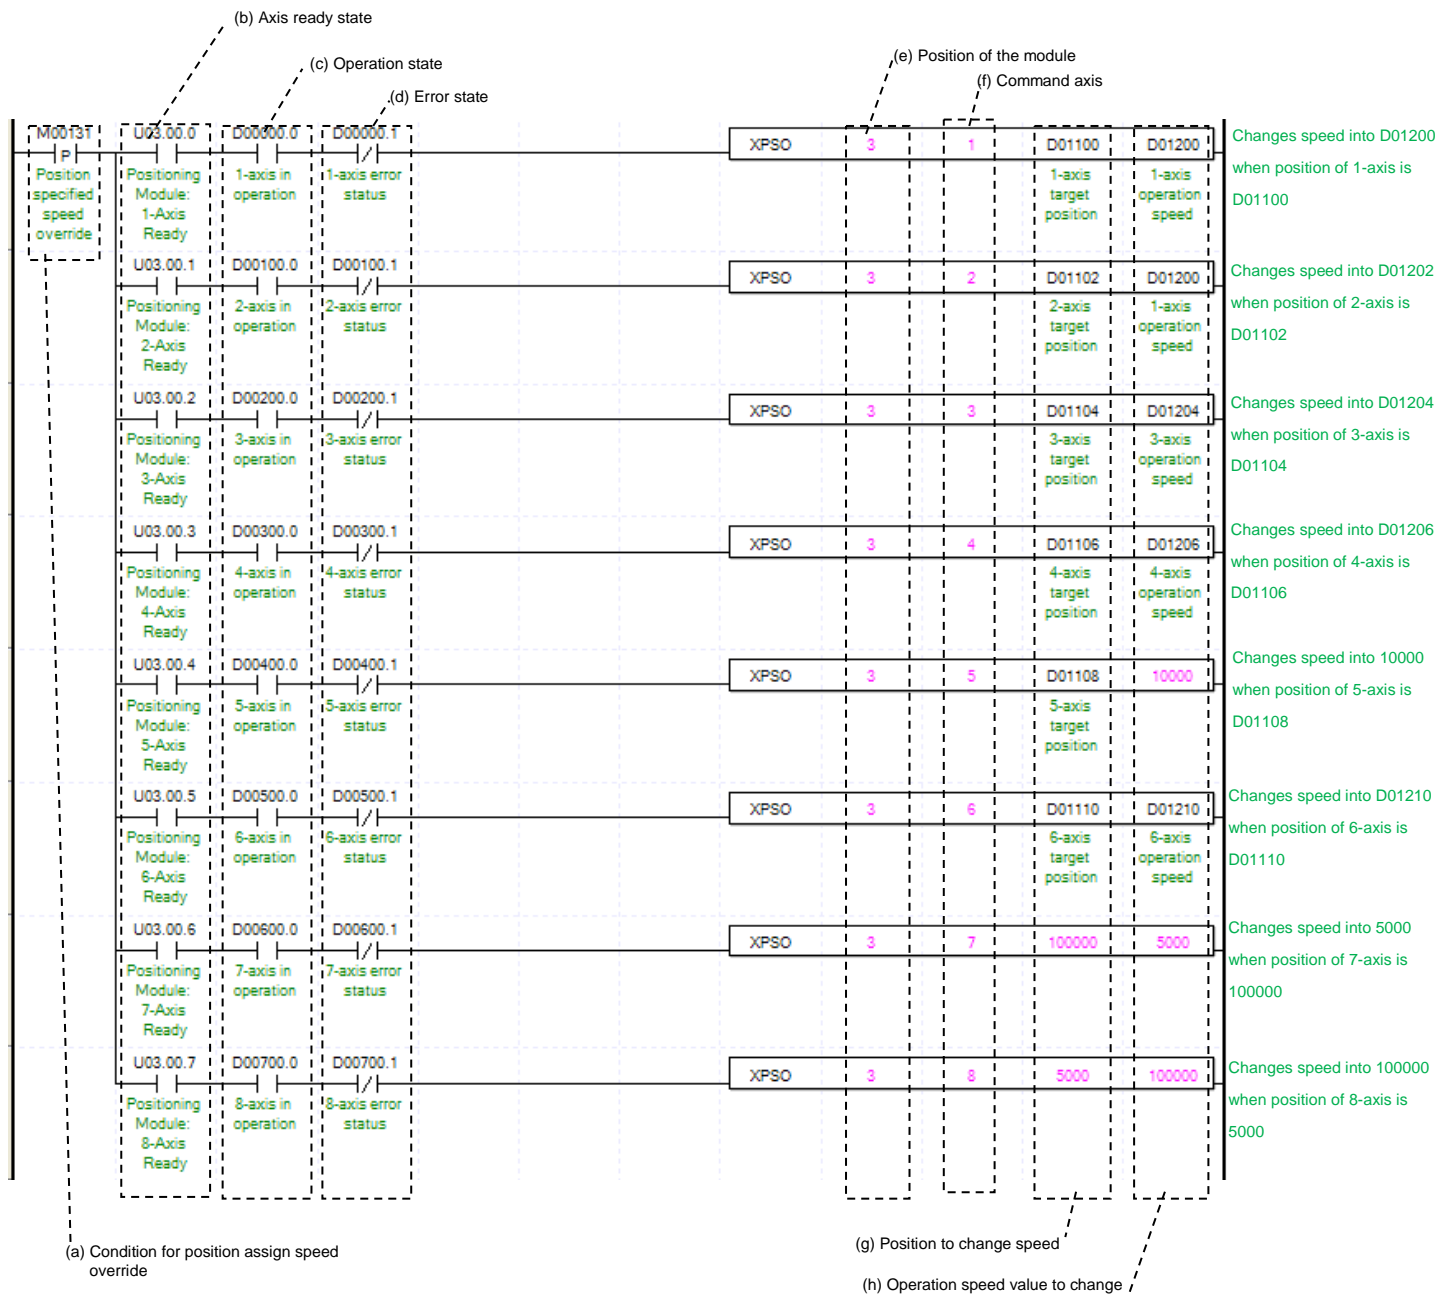 (b) Axis ready state
(c) Operation state
(d) Error state
(e) Position of the module
(f) Command axis
M00131
P
Position
specified
speed
override
U03.00.0 D00000.0 D00000.1
Positioning
Module:
1-Axis
Ready
1-axis in
operation
1-axis error
status
XPSO 3 1 D01100 D01200
1-axis
target
position
1-axis
operation
speed
Changes speed into D01200
when position of 1-axis is
D01100
U03.00.1 D00100.0 D00100.1
Positioning
Module:
2-Axis
Ready
2-axis in
operation
2-axis error
status
XPSO 3 2 D01102 D01200
2-axis
target
position
1-axis
operation
speed
Changes speed into D01202
when position of 2-axis is
D01102
U03.00.2 D00200.0 D00200.1
Positioning
Module:
3-Axis
Ready
3-axis in
operation
3-axis error
status
XPSO 3 3 D01104 D01204
3-axis
target
position
3-axis
operation
speed
Changes speed into D01204
when position of 3-axis is
D01104
U03.00.3 D00300.0 D00300.1
Positioning
Module:
4-Axis
Ready
4-axis in
operation
4-axis error
status
XPSO 3 4 D01106 D01206
4-axis
target
position
4-axis
operation
speed
Changes speed into D01206
when position of 4-axis is
D01106
U03.00.4 D00400.0 D00400.1
Positioning
Module:
5-Axis
Ready
5-axis in
operation
5-axis error
status
XPSO 3 5 D01108 10000
5-axis
target
position
Changes speed into 10000
when position of 5-axis is
D01108
U03.00.5 D00500.0 D00500.1
Positioning
Module:
6-Axis
Ready
6-axis in
operation
6-axis error
status
XPSO 3 6 D01110 D01210
6-axis
target
position
6-axis
operation
speed
Changes speed into D01210
when position of 6-axis is
D01110
U03.00.6 D00600.0 D00600.1
Positioning
Module:
7-Axis
Ready
7-axis in
operation
7-axis error
status
XPSO 3 7 100000 5000
Changes speed into 5000
when position of 7-axis is
100000
U03.00.7 D00700.0 D00700.1
Positioning
Module:
8-Axis
Ready
8-axis in
operation
8-axis error
status
XPSO 3 8 5000 100000
Changes speed into 100000
when position of 8-axis is
5000
(a) Condition for position assign speed
override
(g) Position to change speed
(h) Operation speed value to change